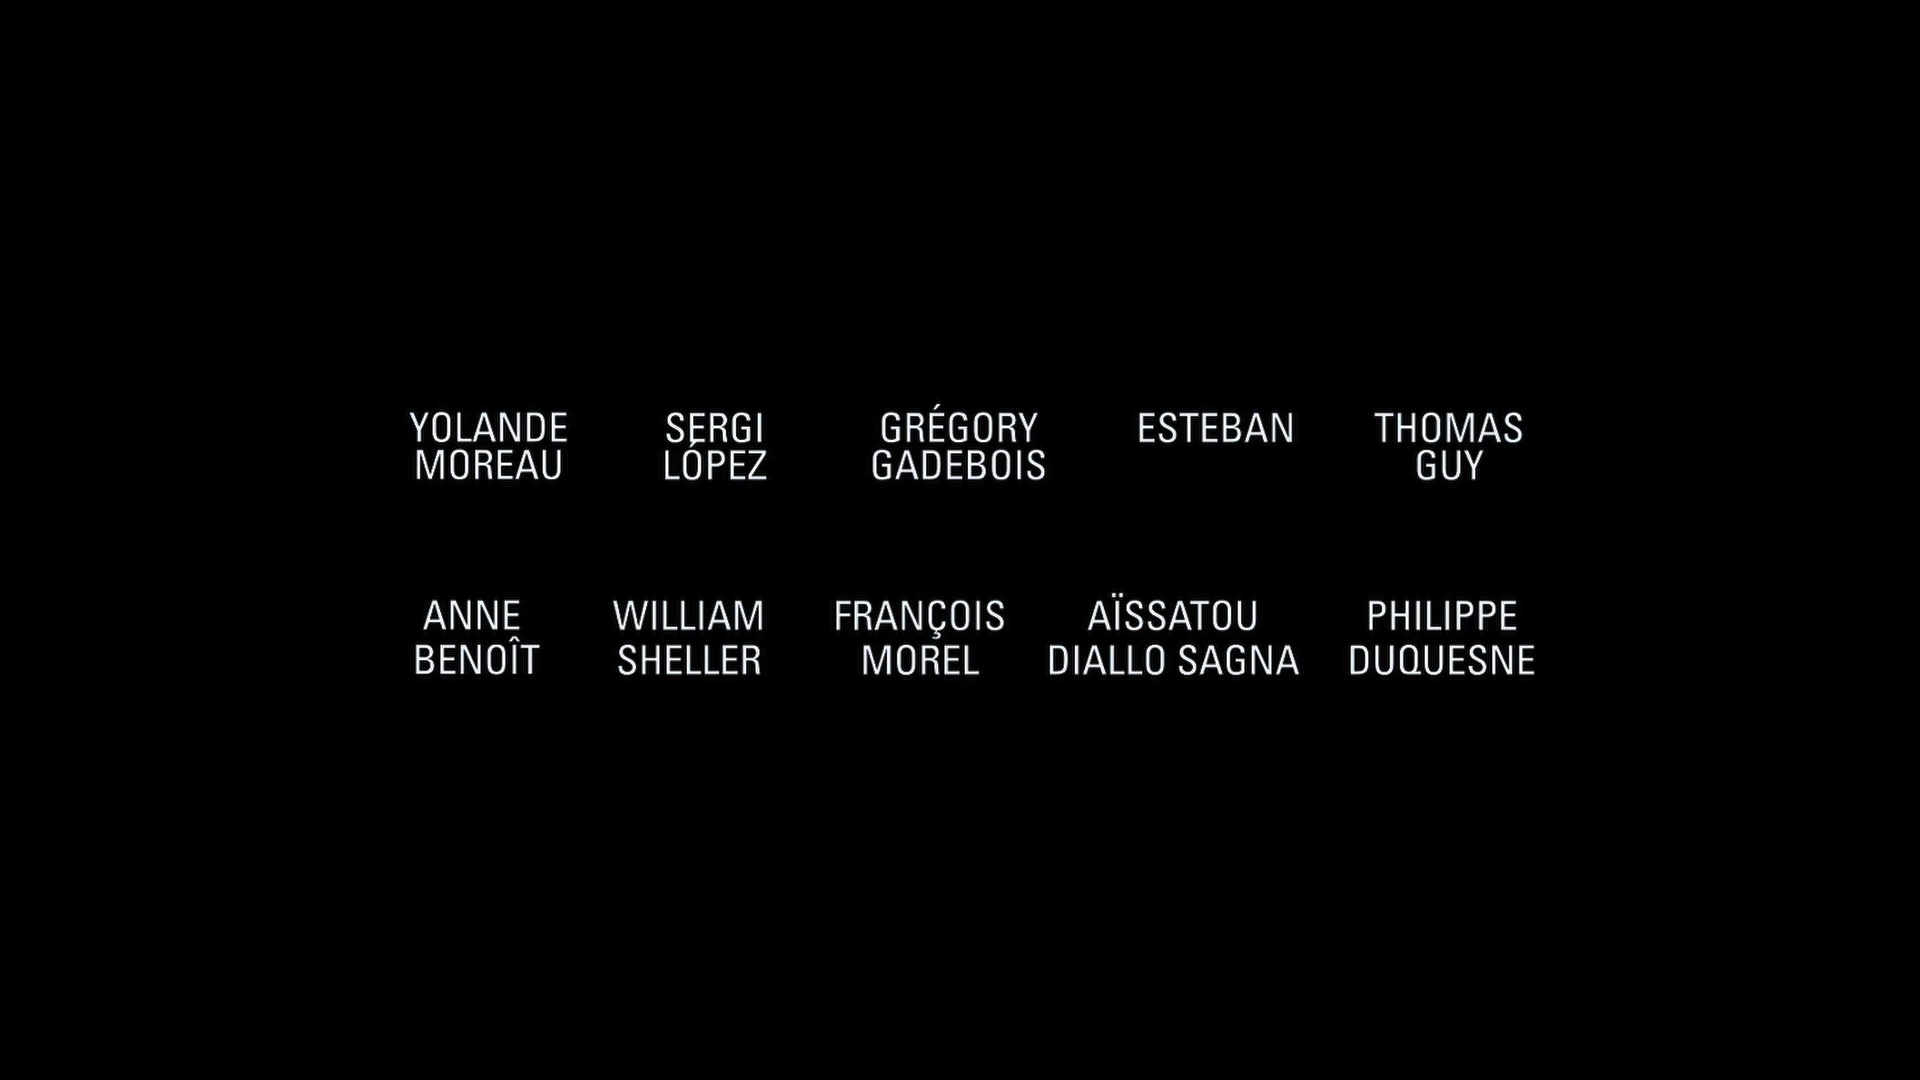 YOLANDE SERGI GRÉGORY ESTEBAN THOMAS
MOREAU LÓPEZ GADEBOIS GUY
ANNE WILLIAM FRANÇOIS AÏSSATOU PHILIPPE
BENOÎT SHELLER MOREL DIALLO SAGNA DUQUESNE